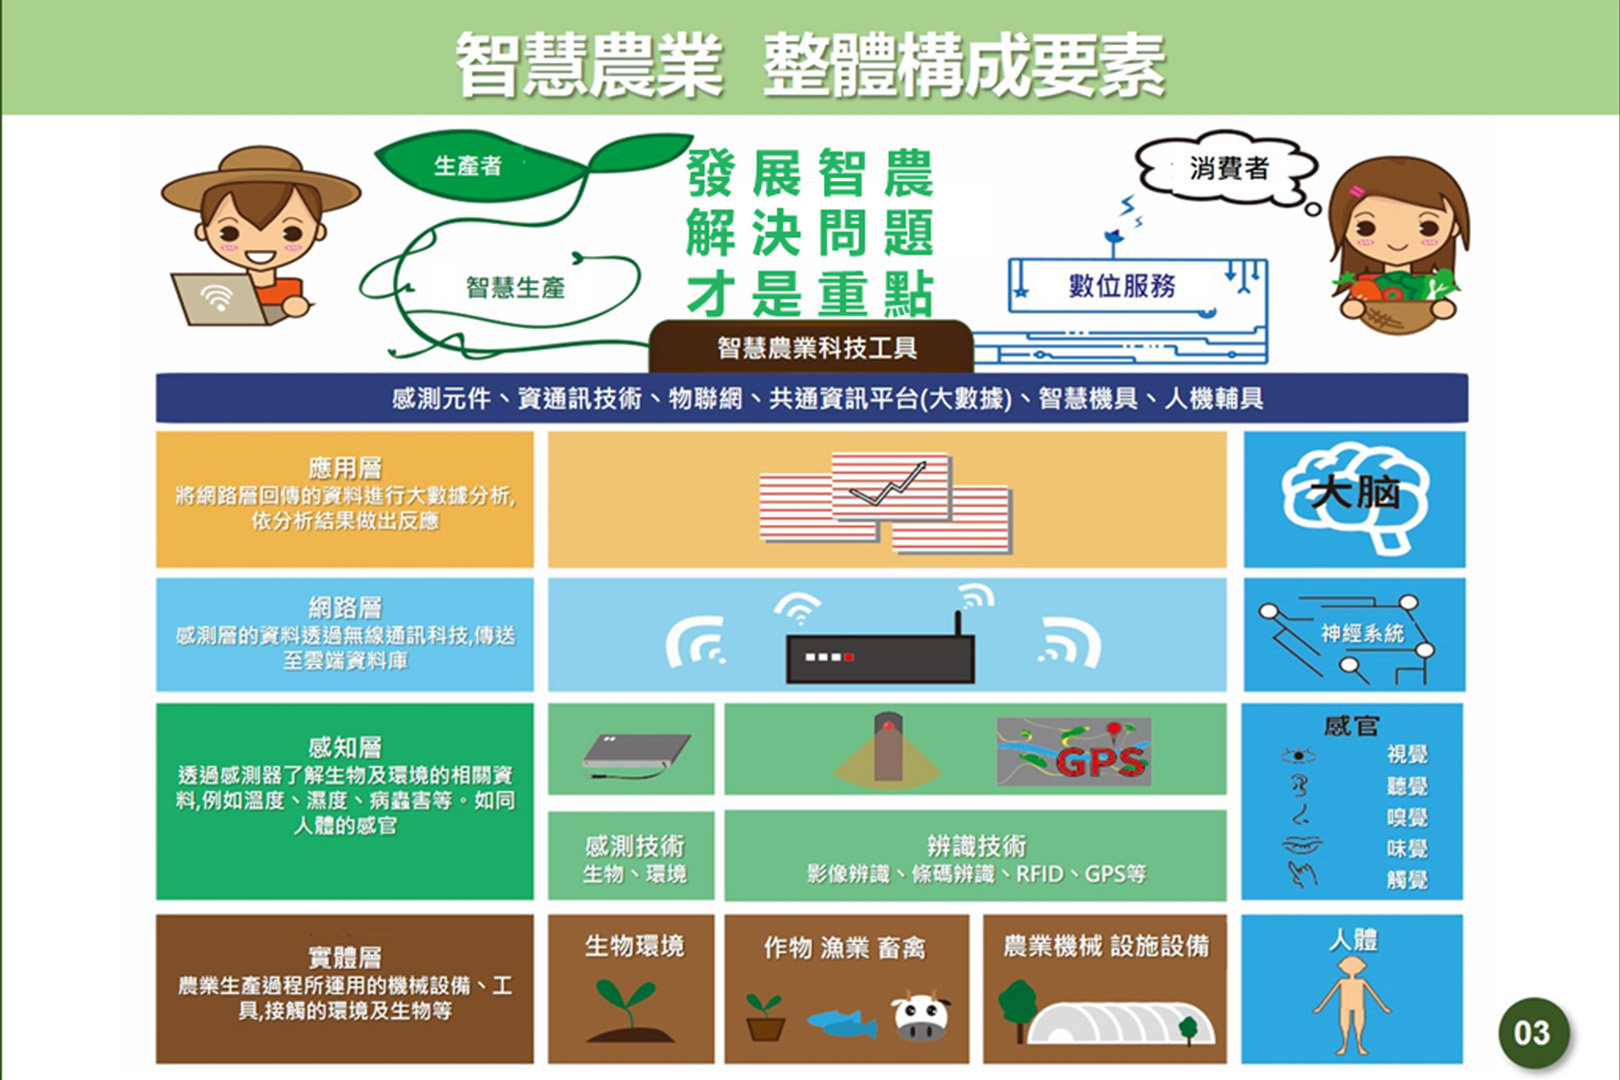 智慧農業 整體構成要素
生產者
發展智農
解決問題
才是重點
消費者
智慧生產
數位服務
智慧農業科技工具
感測元件、資通訊技術、物聯網、共通資訊平台(大數據)、智慧機具、人機輔具
應用層
將網路層回傳的資料進行大數據分析,
依分析結果做出反應
大脑
網路層
感測層的資料透過無線通訊科技,傳送
至雲端資料庫
神經系統
感知層
透過感測器了解生物及環境的相關資
料,例如溫度、濕度、病蟲害等。如同
人體的感官
GPS
感測技術
生物、環境
辨識技術
影像辨識、條碼辨識、RFID、GPS等
感官
視覺
聽覺
嗅覺
味覺
觸覺
實體層
農業生產過程所運用的機械設備、工
具,接觸的環境及生物等
生物環境
作物 漁業 畜禽
農業機械 設施設備
人體
03